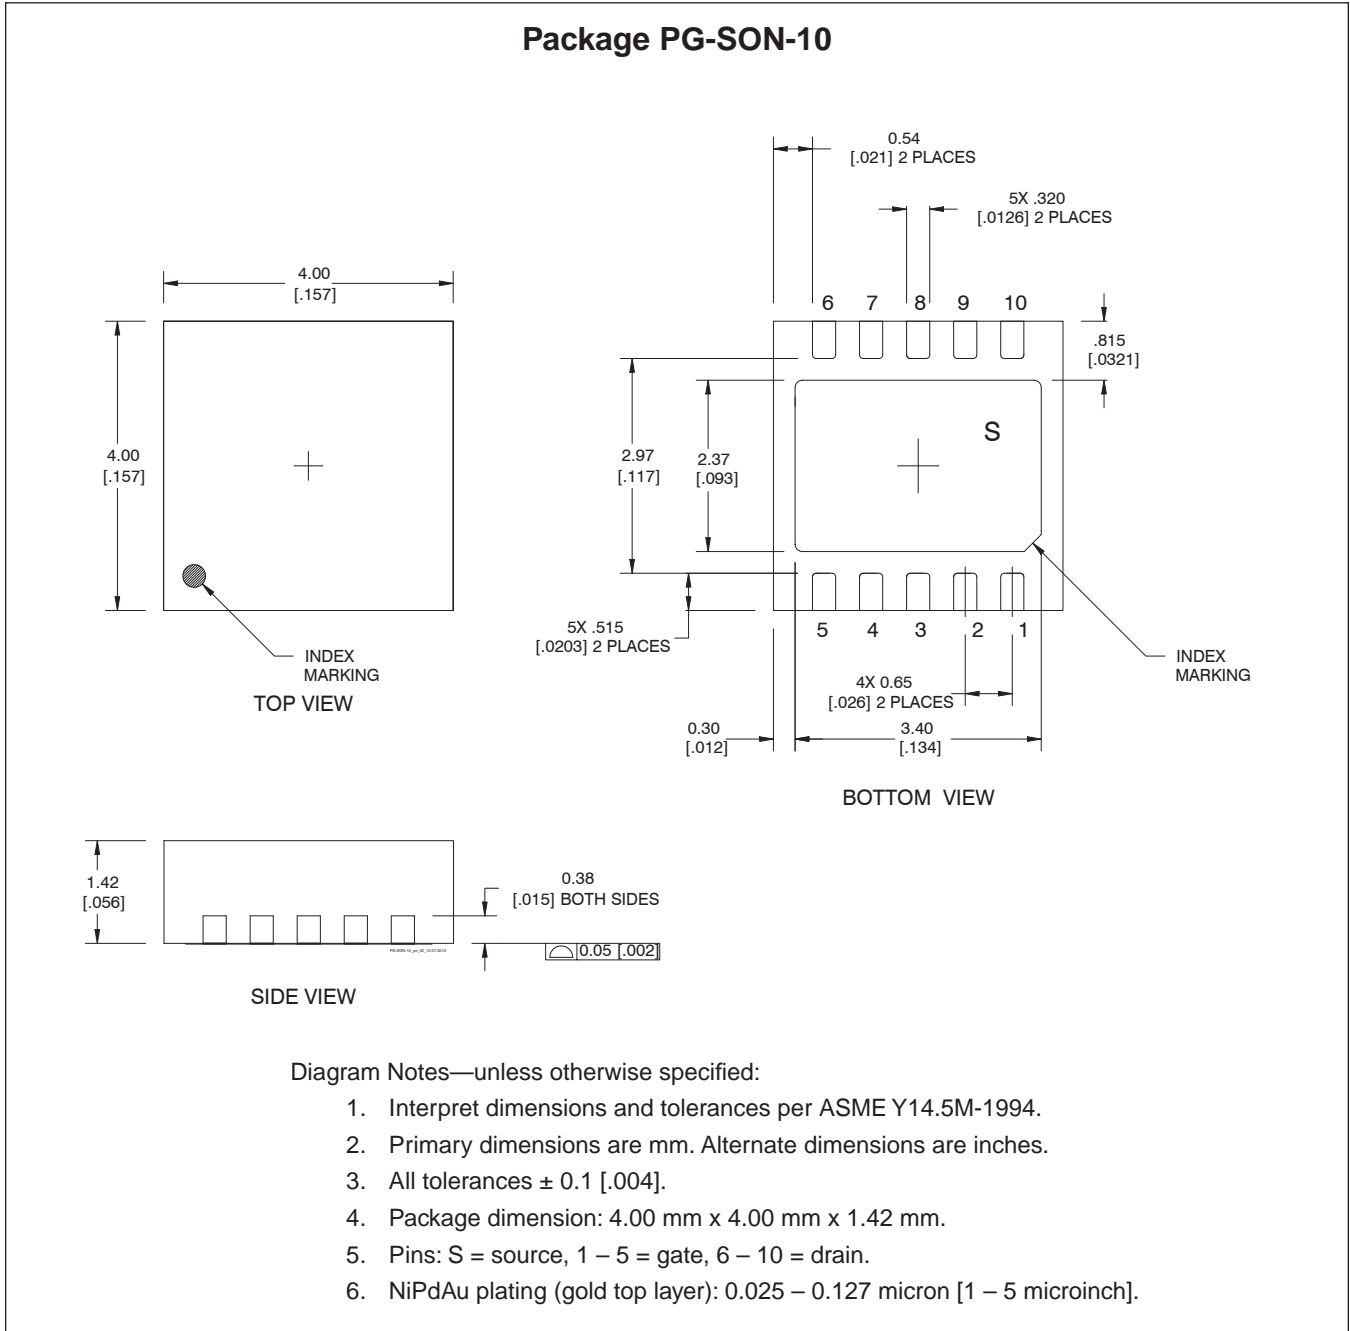 Package PG-SON-10
0.54
[.021] 2 PLACES
5X .320
[.0126] 2 PLACES
4.00
[.157]
6 7 8 9 10
.815
[.0321]
S
4.00
[.157]
2.97
[.117]
2.37
[.093]
5X .515
[.0203] 2 PLACES
5 4 3 2 1
INDEX
MARKING
TOP VIEW
INDEX
MARKING
4X 0.65
[.026] 2 PLACES
0.30
[.012]
3.40
[.134]
BOTTOM VIEW
1.42
[.056]
0.38
[.015] BOTH SIDES
0.05 [.002]
SIDE VIEW
Diagram Notes—unless otherwise specified:
1. Interpret dimensions and tolerances per ASME Y14.5M-1994.
2. Primary dimensions are mm. Alternate dimensions are inches.
3. All tolerances ± 0.1 [.004].
4. Package dimension: 4.00 mm x 4.00 mm x 1.42 mm.
5. Pins: S = source, 1 – 5 = gate, 6 – 10 = drain.
6. NiPdAu plating (gold top layer): 0.025 – 0.127 micron [1 – 5 microinch].